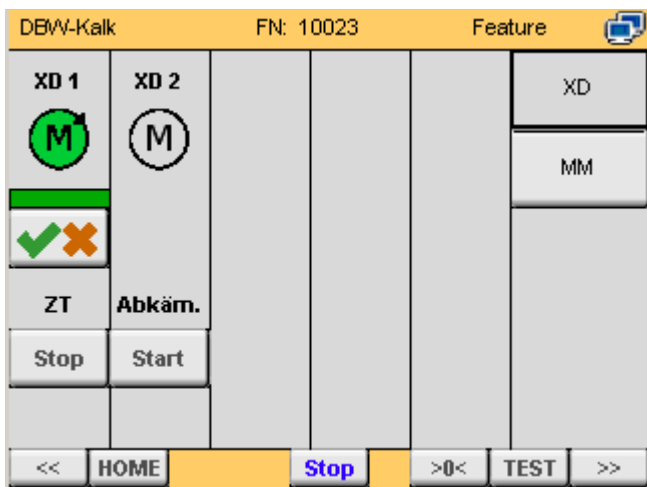 DBW-Kalk FN: 10023 Feature
XD 1 XD 2 XD
M M
MM
ZT Abkäm.
Stop Start
<< HOME Stop >0< TEST >>